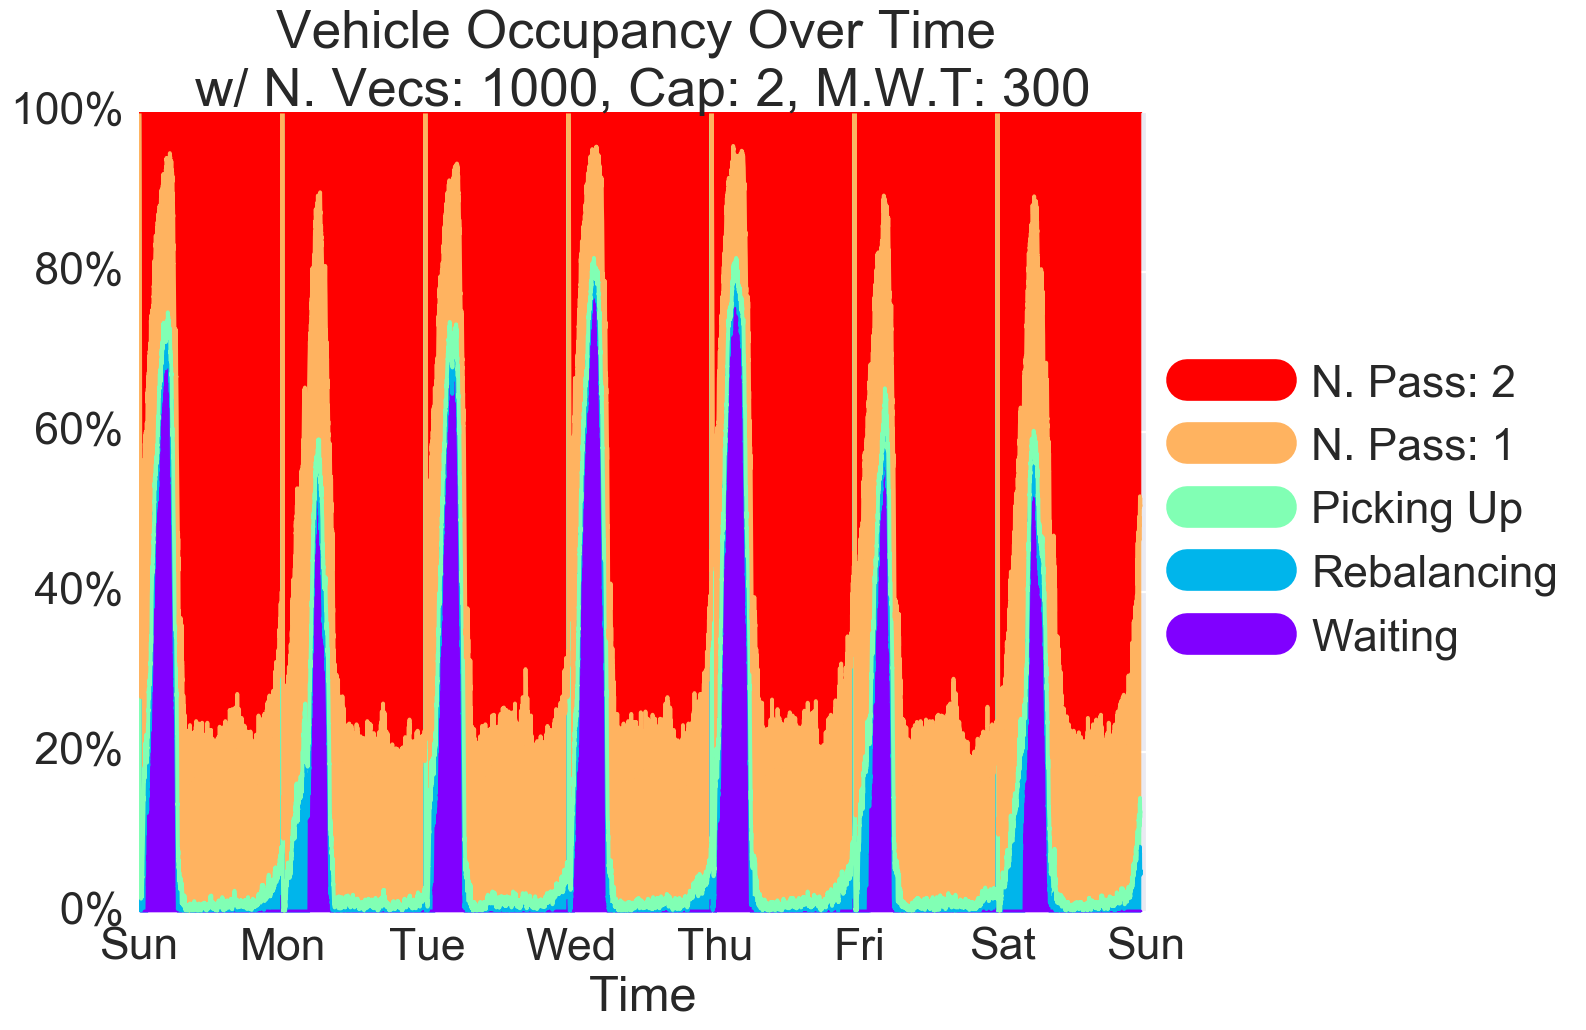 Vehicle Occupancy Over Time
w/ N. Vecs: 1000, Cap: 2, M.W.T: 300
100%
80%
60%
40%
20%
0%
Sun Mon Tue Wed Thu Fri Sat Sun
Time
N. Pass: 2
N. Pass: 1
Picking Up
Rebalancing
Waiting